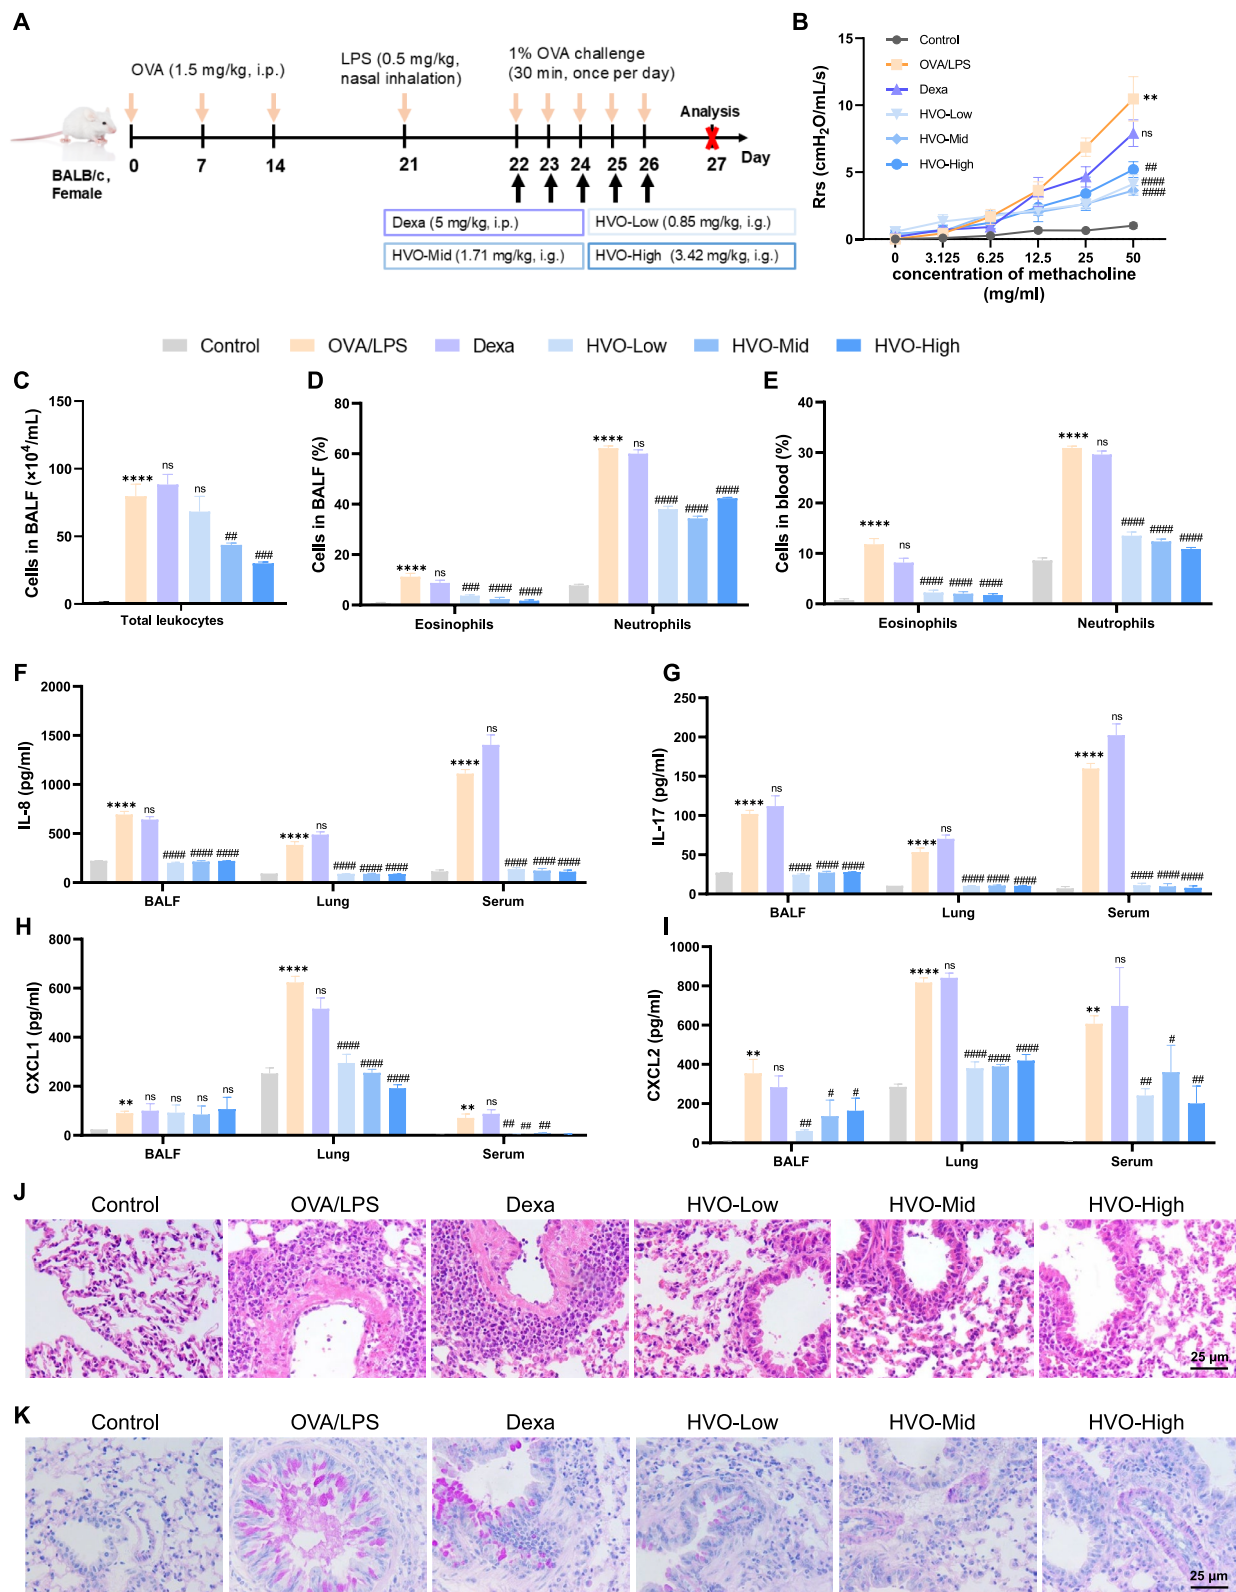 A
OVA (1.5 mg/kg, i.p.)
LPS (0.5 mg/kg,
nasal inhalation)
1% OVA challenge
(30 min, once per day)
Analysis
BALB/c,
Female
0 7 14 21 22 23 24 25 26 27 Day
Dexa (5 mg/kg, i.p.)
HVO-Low (0.85 mg/kg, i.g.)
HVO-Mid (1.71 mg/kg, i.g.)
HVO-High (3.42 mg/kg, i.g.)
B
Rrs (cmH2O/mL/s)
15
10
5
0
Control
OVA/LPS
Dexa
HVO-Low
HVO-Mid
HVO-High
**
ns
##
####
####
0 3.125 6.25 12.5 25 50
concentration of methacholine
(mg/ml)
Control OVA/LPS Dexa HVO-Low HVO-Mid HVO-High
C
Cells in BALF (×10⁴/mL)
150
100
50
0
**** ns ns ## ###
Total leukocytes
D
Cells in BALF (%)
80
60
40
20
0
**** ns ### #### ####
**** ns #### #### ####
Eosinophils Neutrophils
E
Cells in blood (%)
40
30
20
10
0
**** ns #### #### ####
**** ns #### #### ####
Eosinophils Neutrophils
F
IL-8 (pg/ml)
2000
1500
1000
500
0
**** ns #### #### ####
**** ns #### #### ####
**** ns #### #### ####
BALF Lung Serum
G
IL-17 (pg/ml)
250
200
150
100
50
0
**** ns #### #### ####
**** ns #### #### ####
**** ns #### #### ####
BALF Lung Serum
H
CXCL1 (pg/ml)
800
600
400
200
0
** ns ns ns ns
**** ns #### #### ####
** ns ## ## ##
BALF Lung Serum
I
CXCL2 (pg/ml)
1000
800
600
400
200
0
** ns ## # #
**** ns #### #### ####
** ns ## # ##
BALF Lung Serum
J
Control OVA/LPS Dexa HVO-Low HVO-Mid HVO-High
25 µm
K
Control OVA/LPS Dexa HVO-Low HVO-Mid HVO-High
25 µm